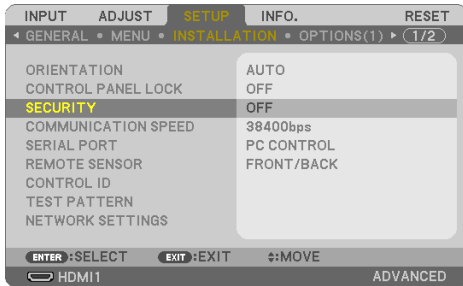 INPUT ADJUST SETUP INFO. RESET
◂ GENERAL • MENU • INSTALLATION • OPTIONS(1) ▸ 1/2
ORIENTATION AUTO
CONTROL PANEL LOCK OFF
SECURITY OFF
COMMUNICATION SPEED 38400bps
SERIAL PORT PC CONTROL
REMOTE SENSOR FRONT/BACK
CONTROL ID
TEST PATTERN
NETWORK SETTINGS
ENTER :SELECT EXIT :EXIT ♦:MOVE
HDMI1 ADVANCED